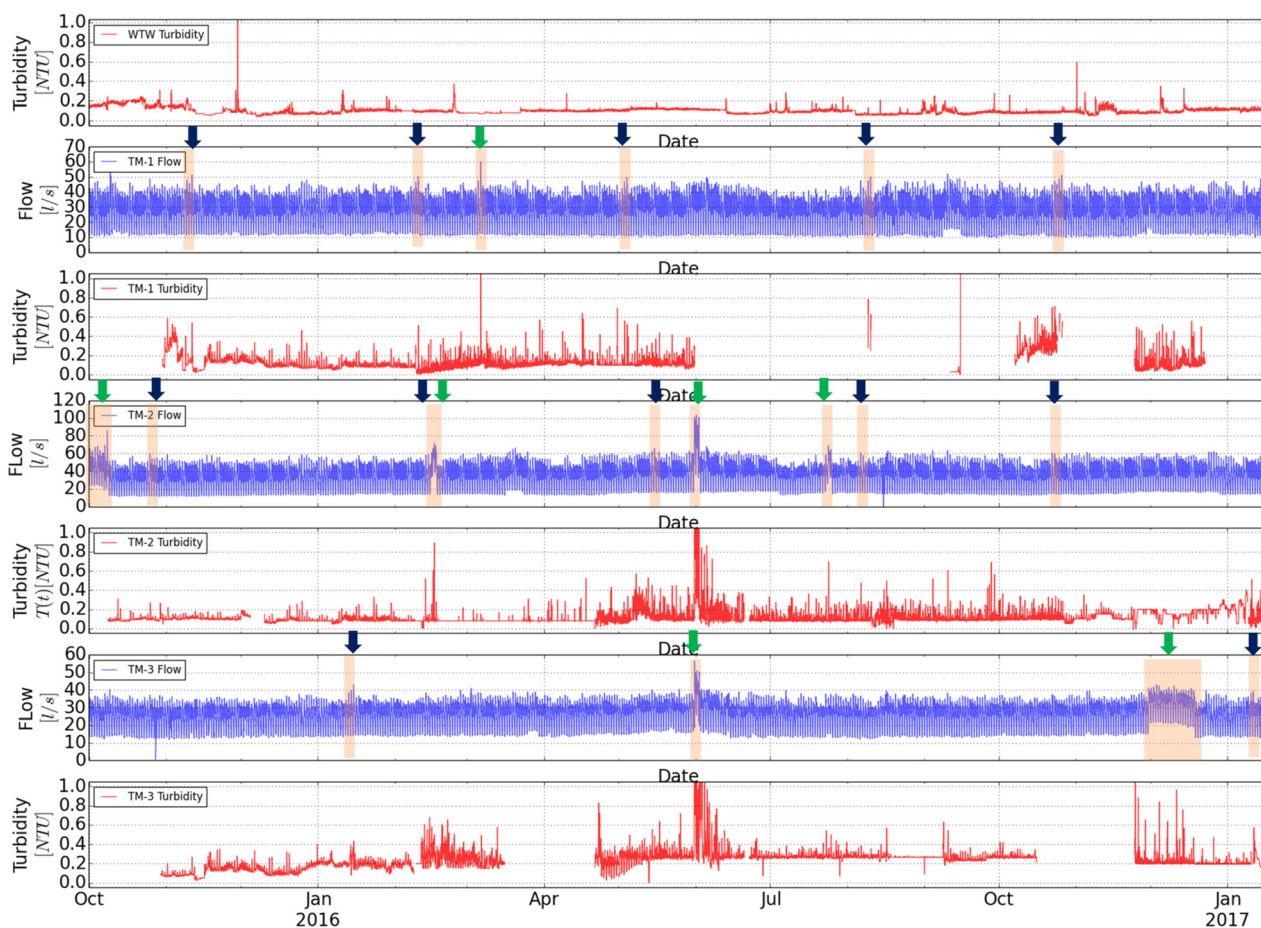 1.0
0.8
0.6
0.4
0.2
0.0
Turbidity
[NTU]
WTW Turbidity
Date
70
60
50
40
30
20
10
0
Flow
[l/s]
TM-1 Flow
Date
1.0
0.8
0.6
0.4
0.2
0.0
Turbidity
[NTU]
TM-1 Turbidity
Date
120
100
80
60
40
20
0
FLow
[l/s]
TM-2 Flow
Date
1.0
0.8
0.6
0.4
0.2
0.0
Turbidity
T(t)[NTU]
TM-2 Turbidity
Date
60
50
40
30
20
10
0
FLow
[l/s]
TM-3 Flow
Date
1.0
0.8
0.6
0.4
0.2
0.0
Turbidity
[NTU]
TM-3 Turbidity
Oct Jan Apr Jul Oct Jan
2016 2017